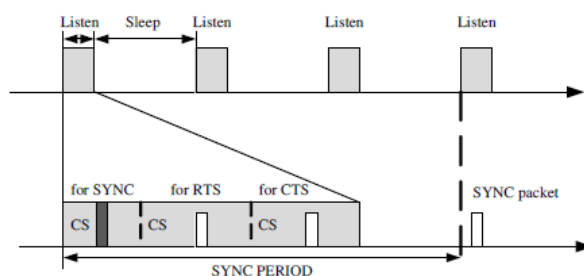 Listen Sleep Listen Listen Listen
for SYNC for RTS for CTS SYNC packet
CS CS CS
SYNC PERIOD